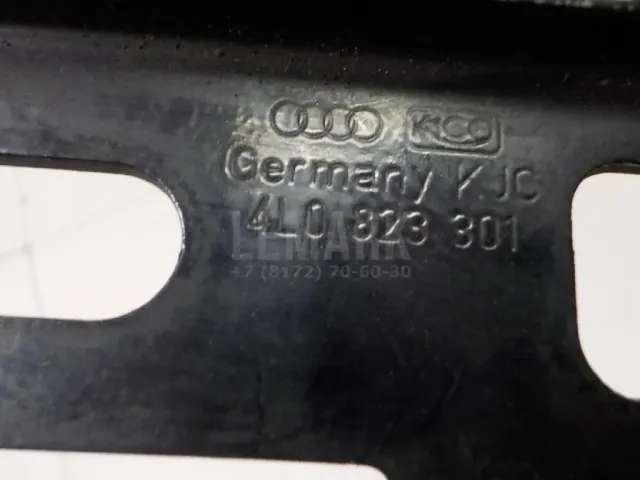 KCO
Germany KJC
4L0 823 301
LEMARK
+7 (8172) 70-60-30